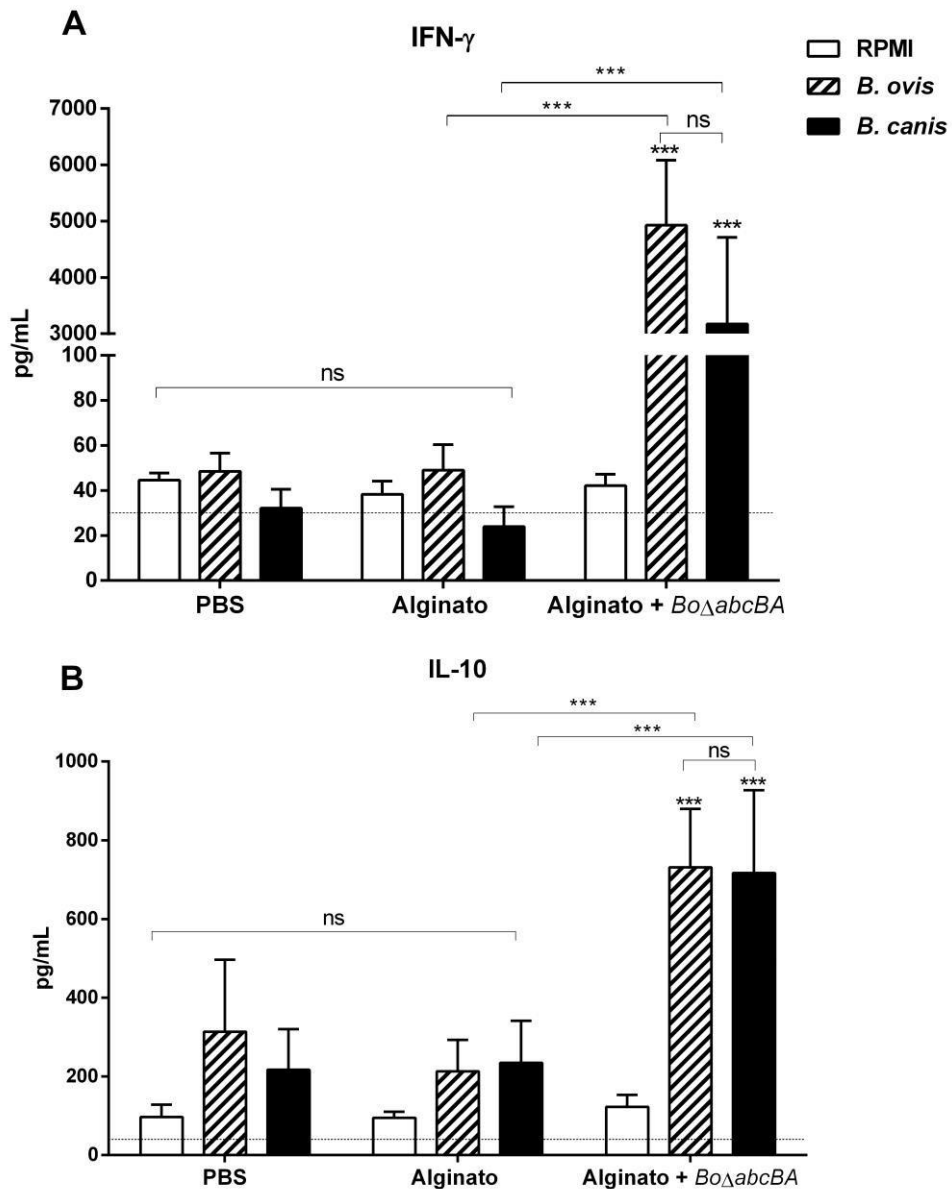 A
IFN-γ
RPMI
B. ovis
B. canis
***
***
ns
***
***
ns
7000
6000
5000
4000
3000
100
80
60
40
20
0
pg/mL
PBS
Alginato
Alginato + BoΔabcBA
B
IL-10
***
***
ns
***
***
ns
1000
800
600
400
200
0
pg/mL
PBS
Alginato
Alginato + BoΔabcBA